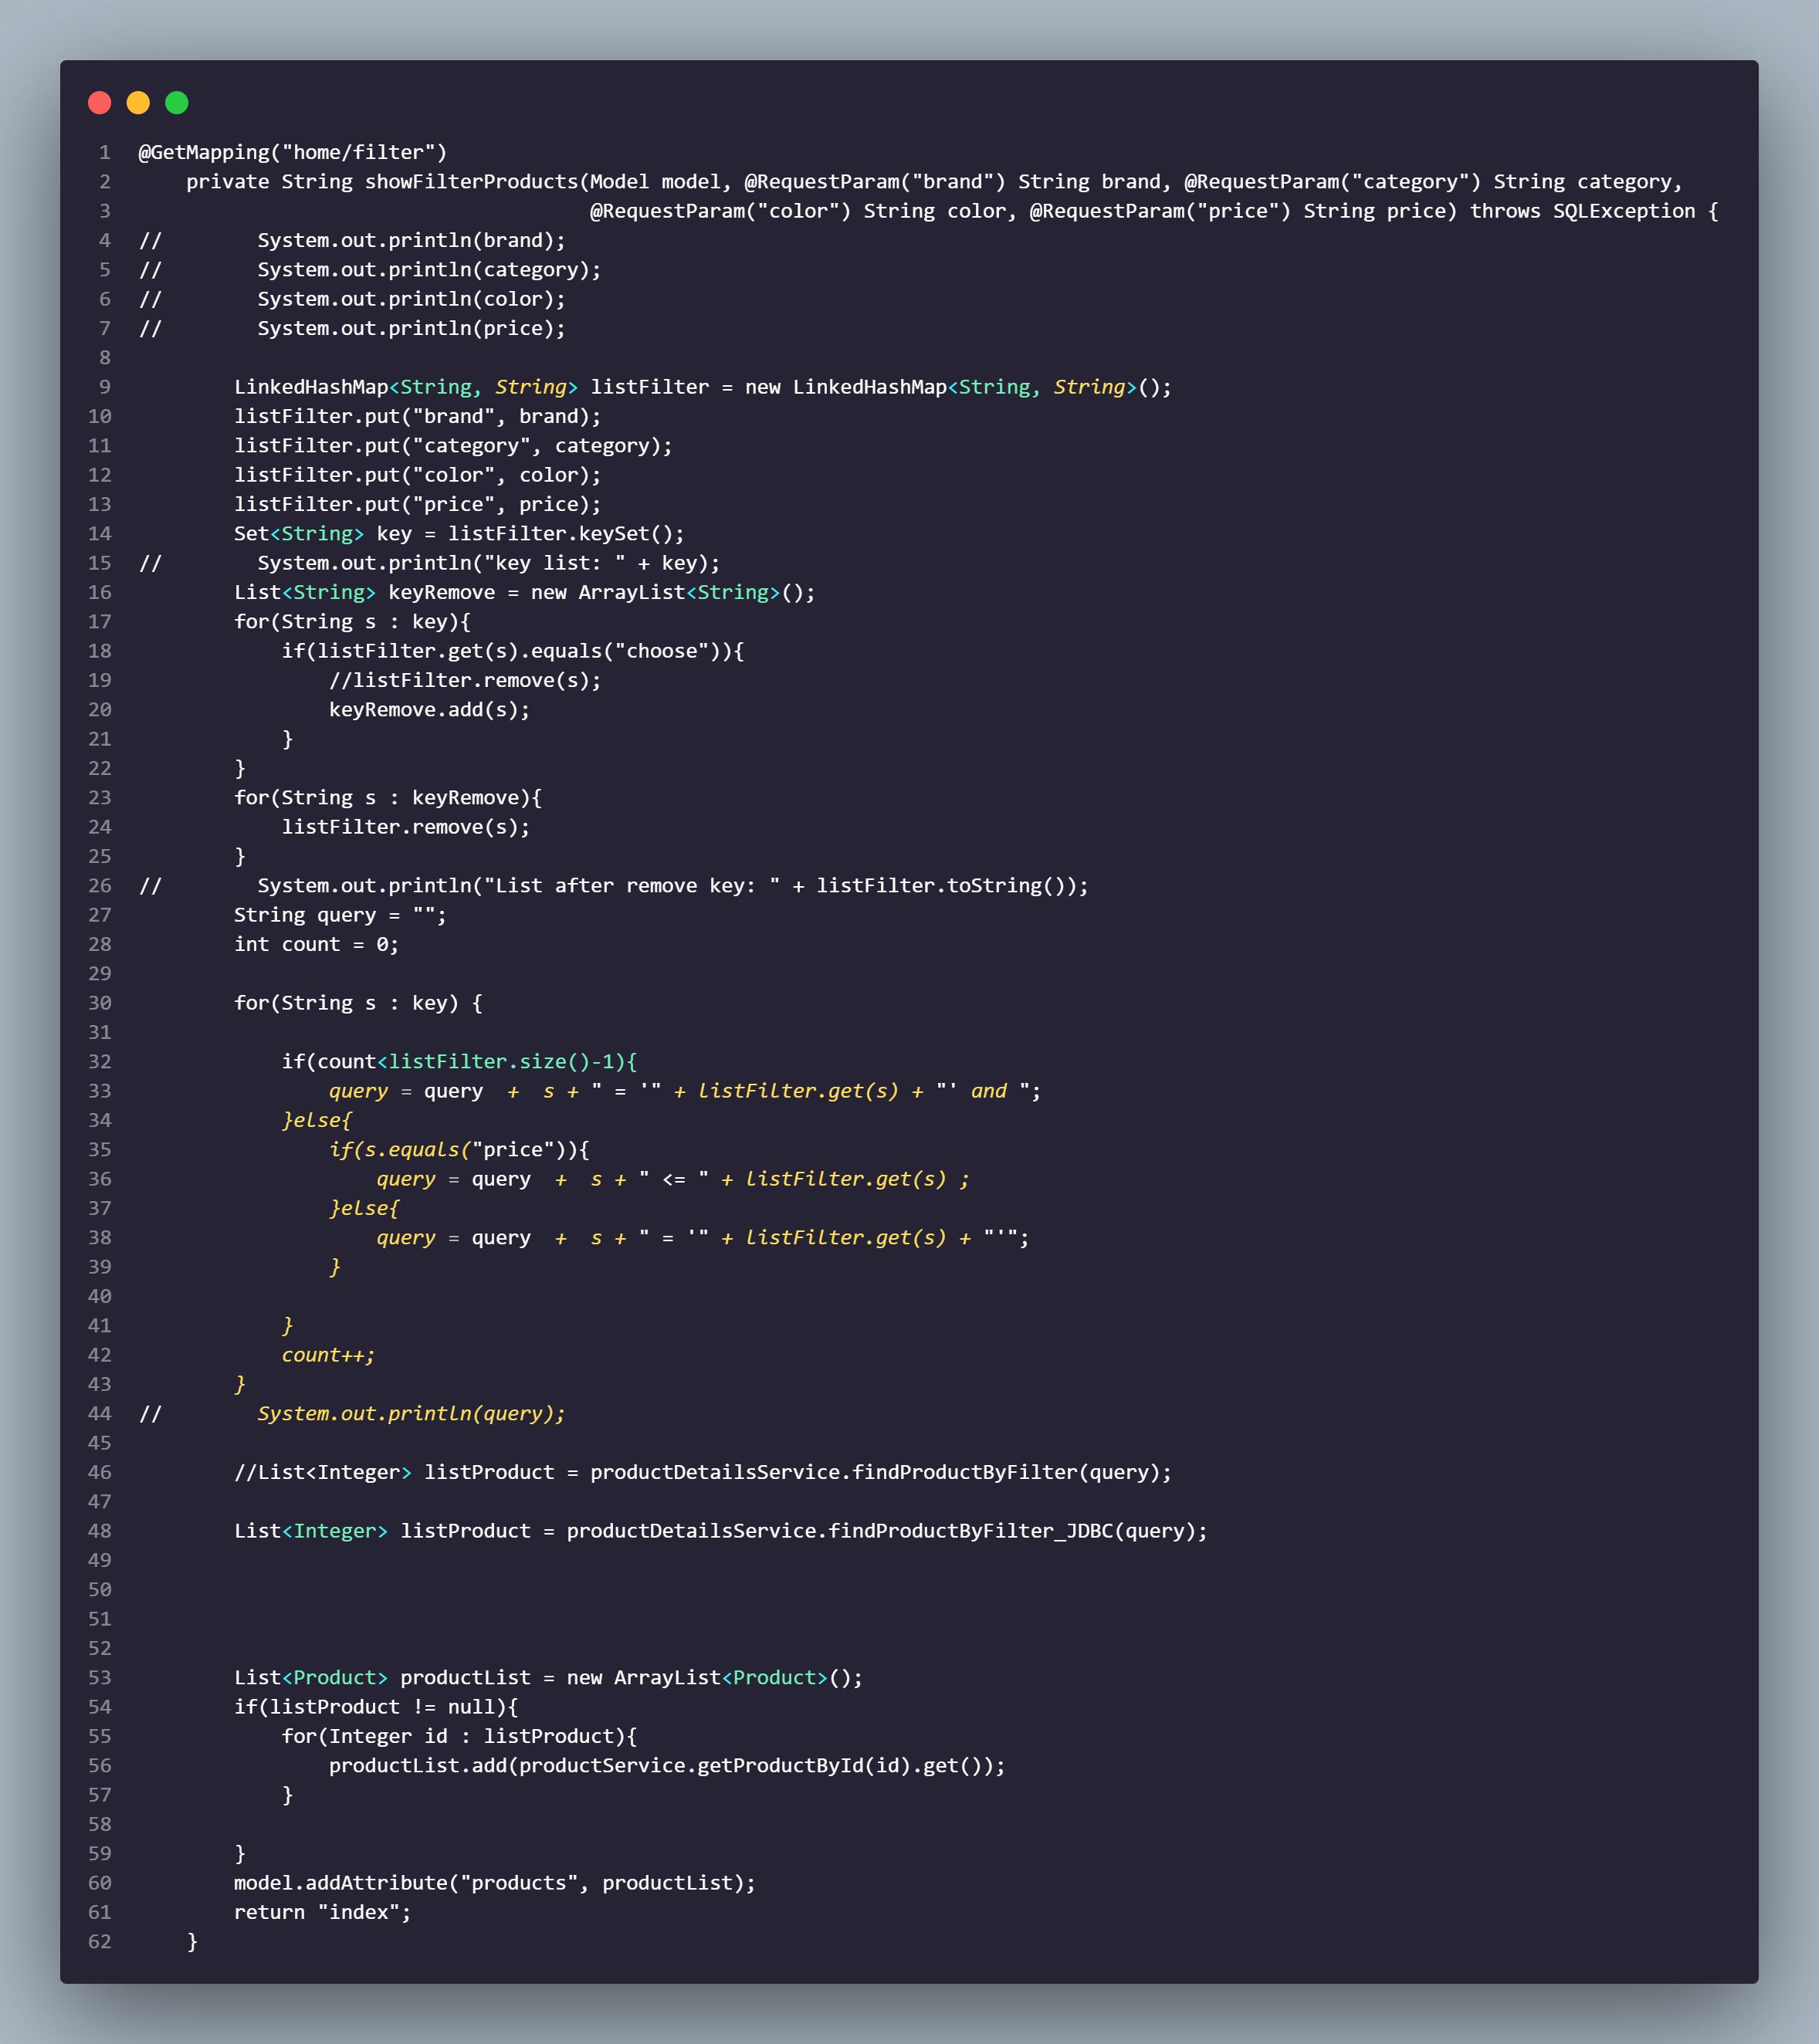 1 @GetMapping("home/filter")
2     private String showFilterProducts(Model model, @RequestParam("brand") String brand, @RequestParam("category") String category,
3                                       @RequestParam("color") String color, @RequestParam("price") String price) throws SQLException {
4 //        System.out.println(brand);
5 //        System.out.println(category);
6 //        System.out.println(color);
7 //        System.out.println(price);
8
9         LinkedHashMap<String, String> listFilter = new LinkedHashMap<String, String>();
10         listFilter.put("brand", brand);
11         listFilter.put("category", category);
12         listFilter.put("color", color);
13         listFilter.put("price", price);
14         Set<String> key = listFilter.keySet();
15 //        System.out.println("key list: " + key);
16         List<String> keyRemove = new ArrayList<String>();
17         for(String s : key){
18             if(listFilter.get(s).equals("choose")){
19                 //listFilter.remove(s);
20                 keyRemove.add(s);
21             }
22         }
23         for(String s : keyRemove){
24             listFilter.remove(s);
25         }
26 //        System.out.println("List after remove key: " + listFilter.toString());
27         String query = "";
28         int count = 0;
29
30         for(String s : key) {
31
32             if(count<listFilter.size()-1){
33                 query = query  +  s + " = '" + listFilter.get(s) + "' and ";
34             }else{
35                 if(s.equals("price")){
36                     query = query  +  s + " <= " + listFilter.get(s) ;
37                 }else{
38                     query = query  +  s + " = '" + listFilter.get(s) + "'";
39                 }
40
41             }
42             count++;
43         }
44 //        System.out.println(query);
45
46         //List<Integer> listProduct = productDetailsService.findProductByFilter(query);
47
48         List<Integer> listProduct = productDetailsService.findProductByFilter_JDBC(query);
49
50
51
52
53         List<Product> productList = new ArrayList<Product>();
54         if(listProduct != null){
55             for(Integer id : listProduct){
56                 productList.add(productService.getProductById(id).get());
57             }
58
59         }
60         model.addAttribute("products", productList);
61         return "index";
62     }